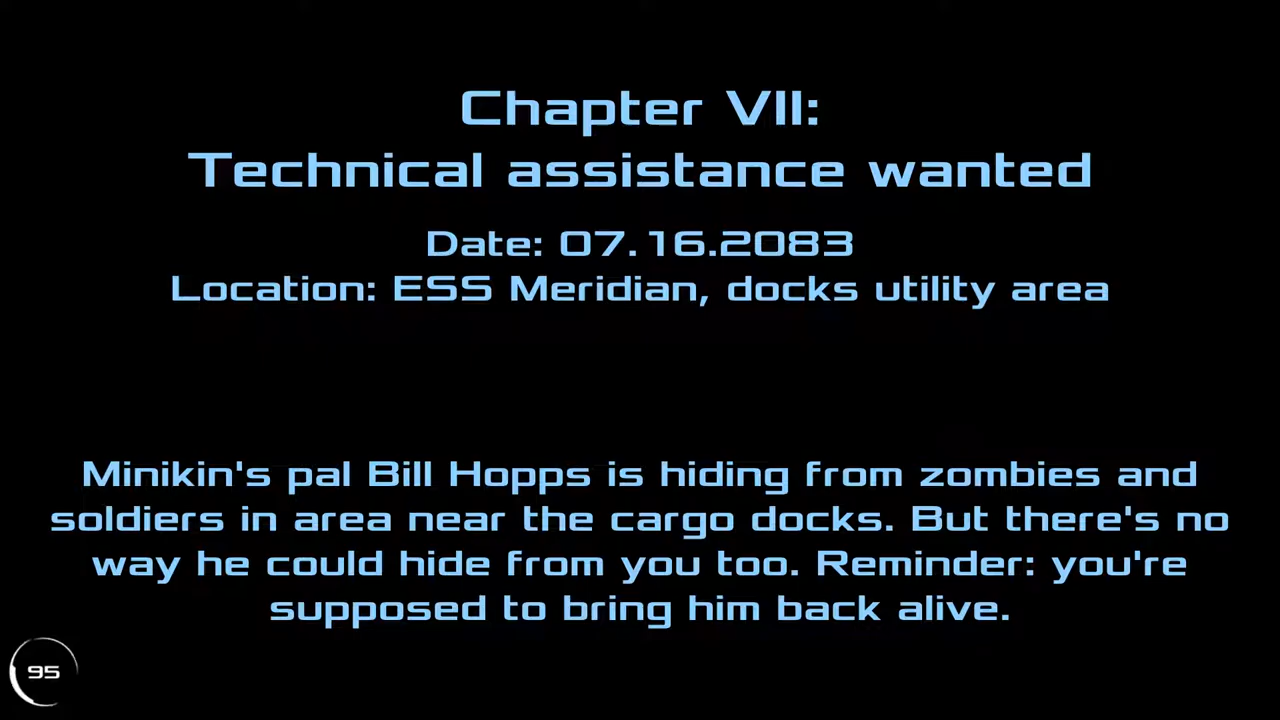 Chapter VII:
Technical assistance wanted
Date: 07.16.2083
Location: ESS Meridian, docks utility area
Minikin's pal Bill Hopps is hiding from zombies and
soldiers in area near the cargo docks. But there's no
way he could hide from you too. Reminder: you're
supposed to bring him back alive.
95